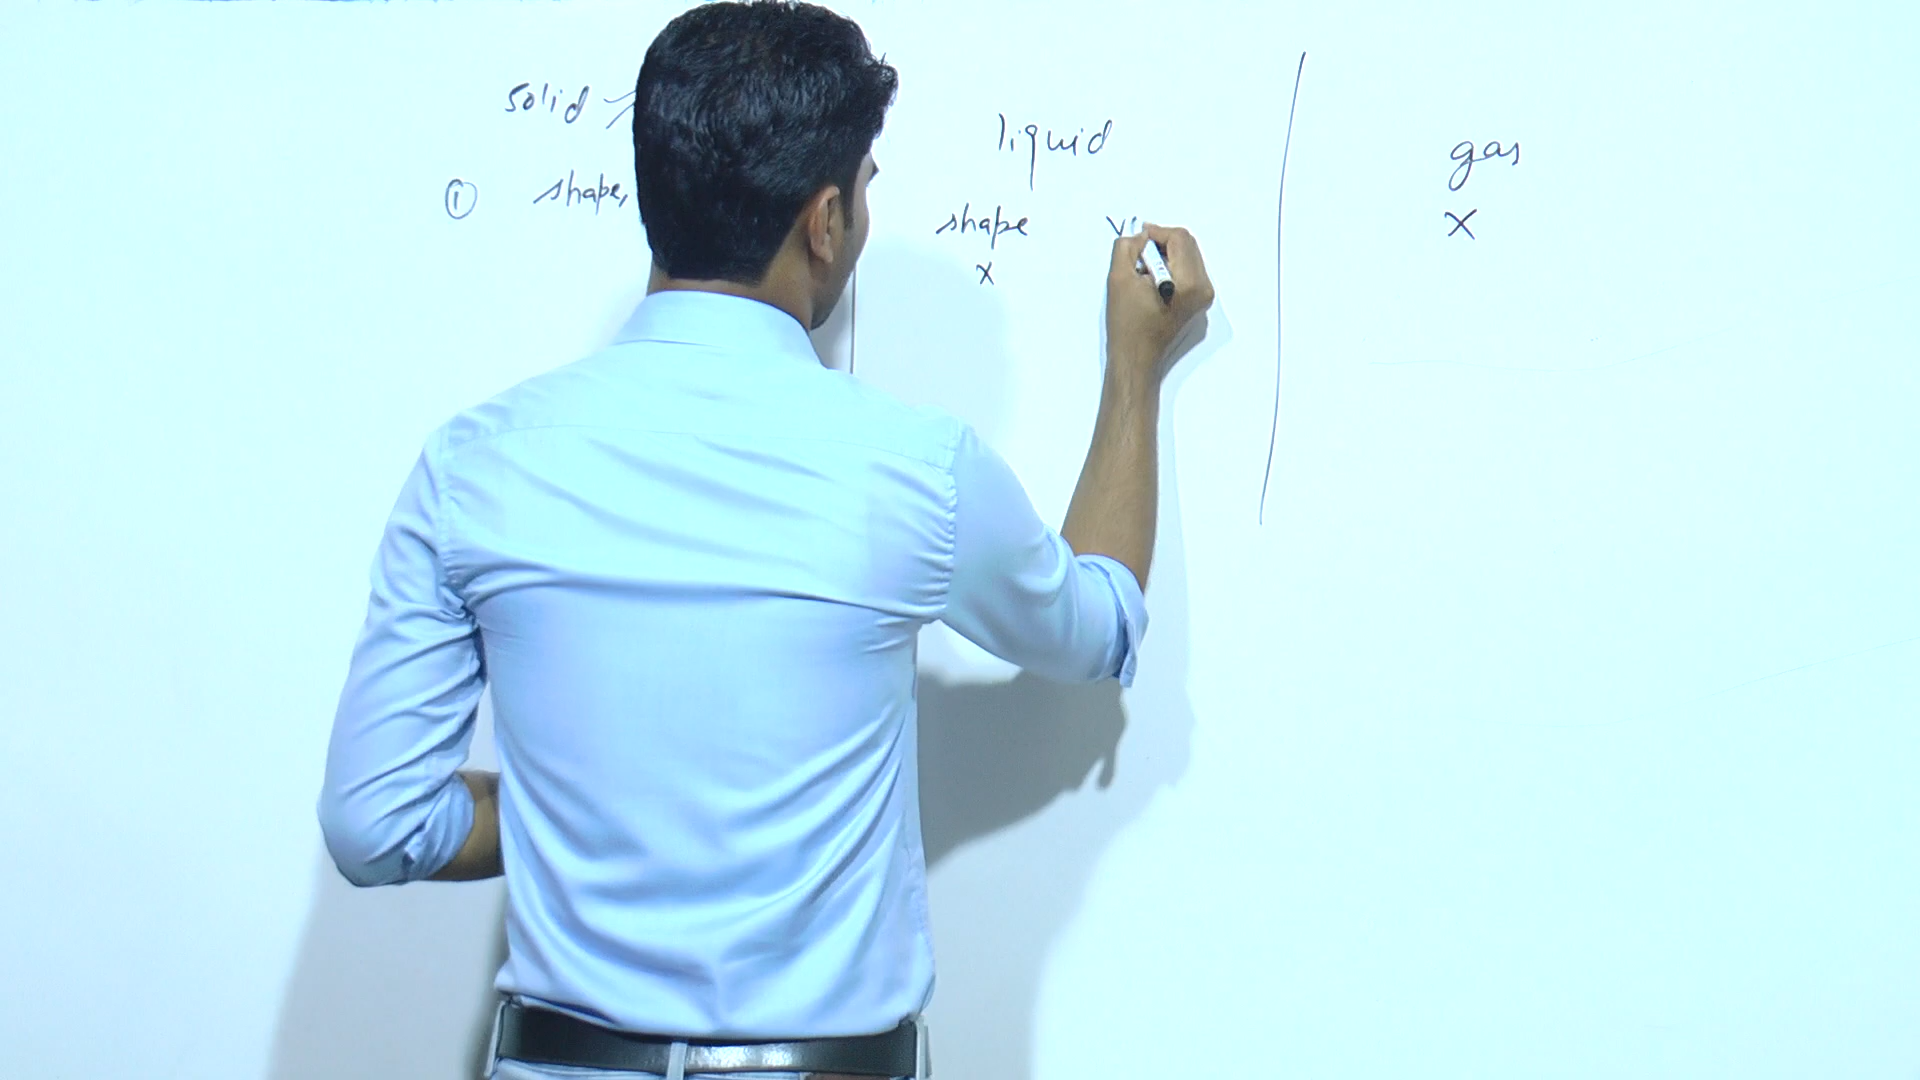 solid
liquid
gas
① shape,
shape
x
x